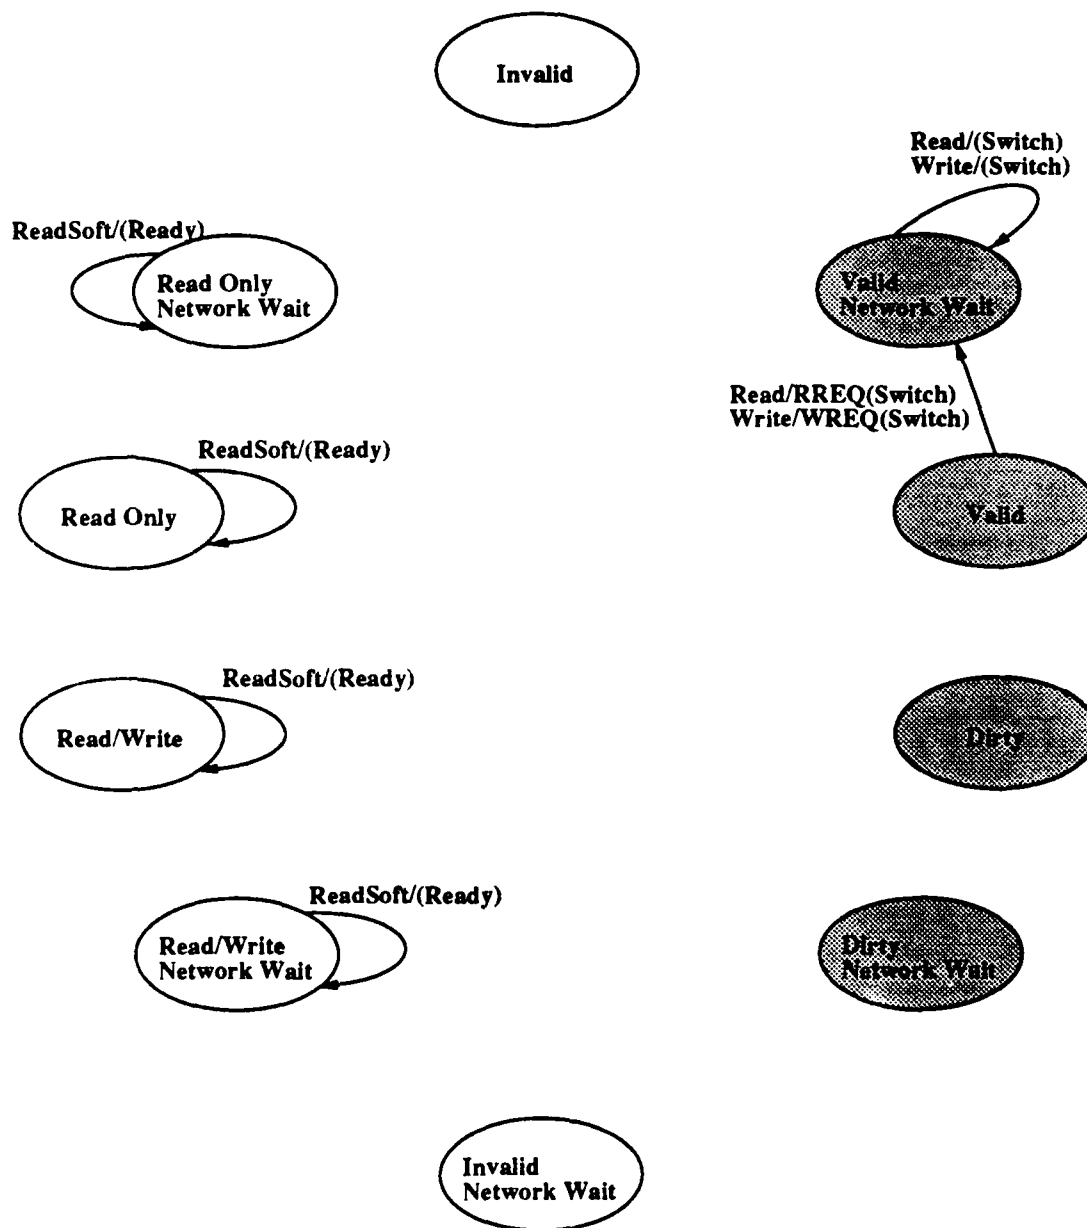 Invalid
Read/(Switch)
Write/(Switch)
ReadSoft/(Ready)
Read Only
Network Wait
Valid
Network Wait
Read/RREQ(Switch)
Write/WREQ(Switch)
ReadSoft/(Ready)
Read Only
Valid
ReadSoft/(Ready)
Read/Write
Dirty
ReadSoft/(Ready)
Read/Write
Network Wait
Dirty
Network Wait
Invalid
Network Wait